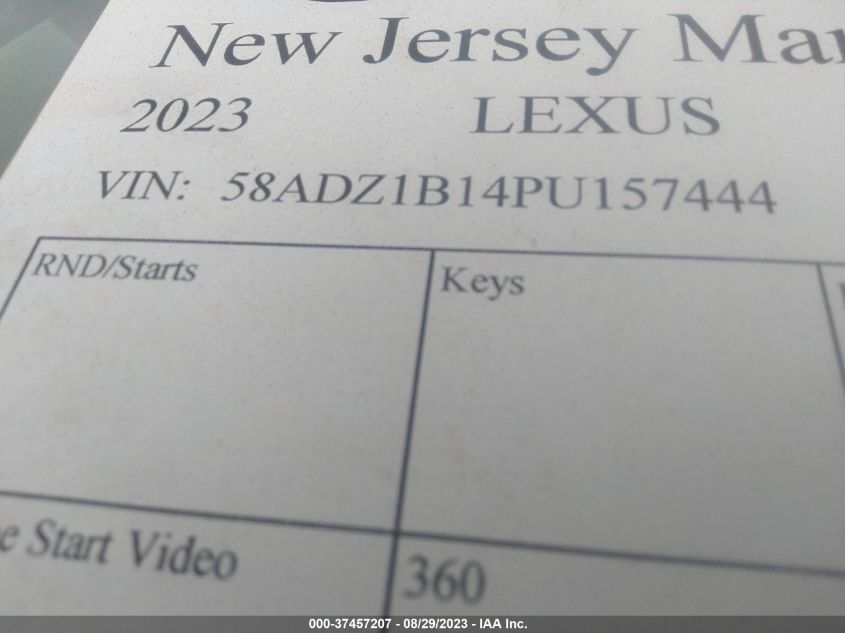 New Jersey Ma
2023 LEXUS
VIN: 58ADZ1B14PU157444
RND/Starts Keys
e Start Video 360
000-37457207 - 08/29/2023 - IAA Inc.